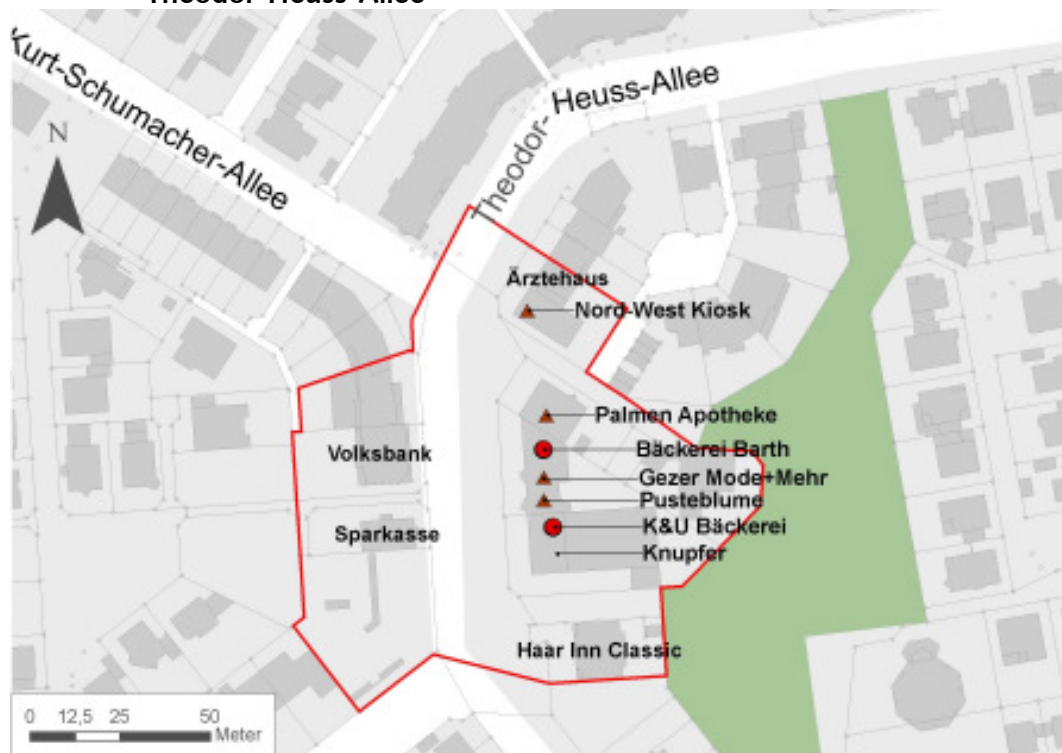 Theodor-Heuss-Allee
Kurt-Schumacher-Allee
Theodor-
Heuss-Allee
N
Ärztehaus
Nord-West Kiosk
Palmen Apotheke
Volksbank
Bäckerei Barth
Gezer Mode+Mehr
Pusteblume
Sparkasse
K&U Bäckerei
Knupfer
Haar Inn Classic
0 12,5 25 50
Meter